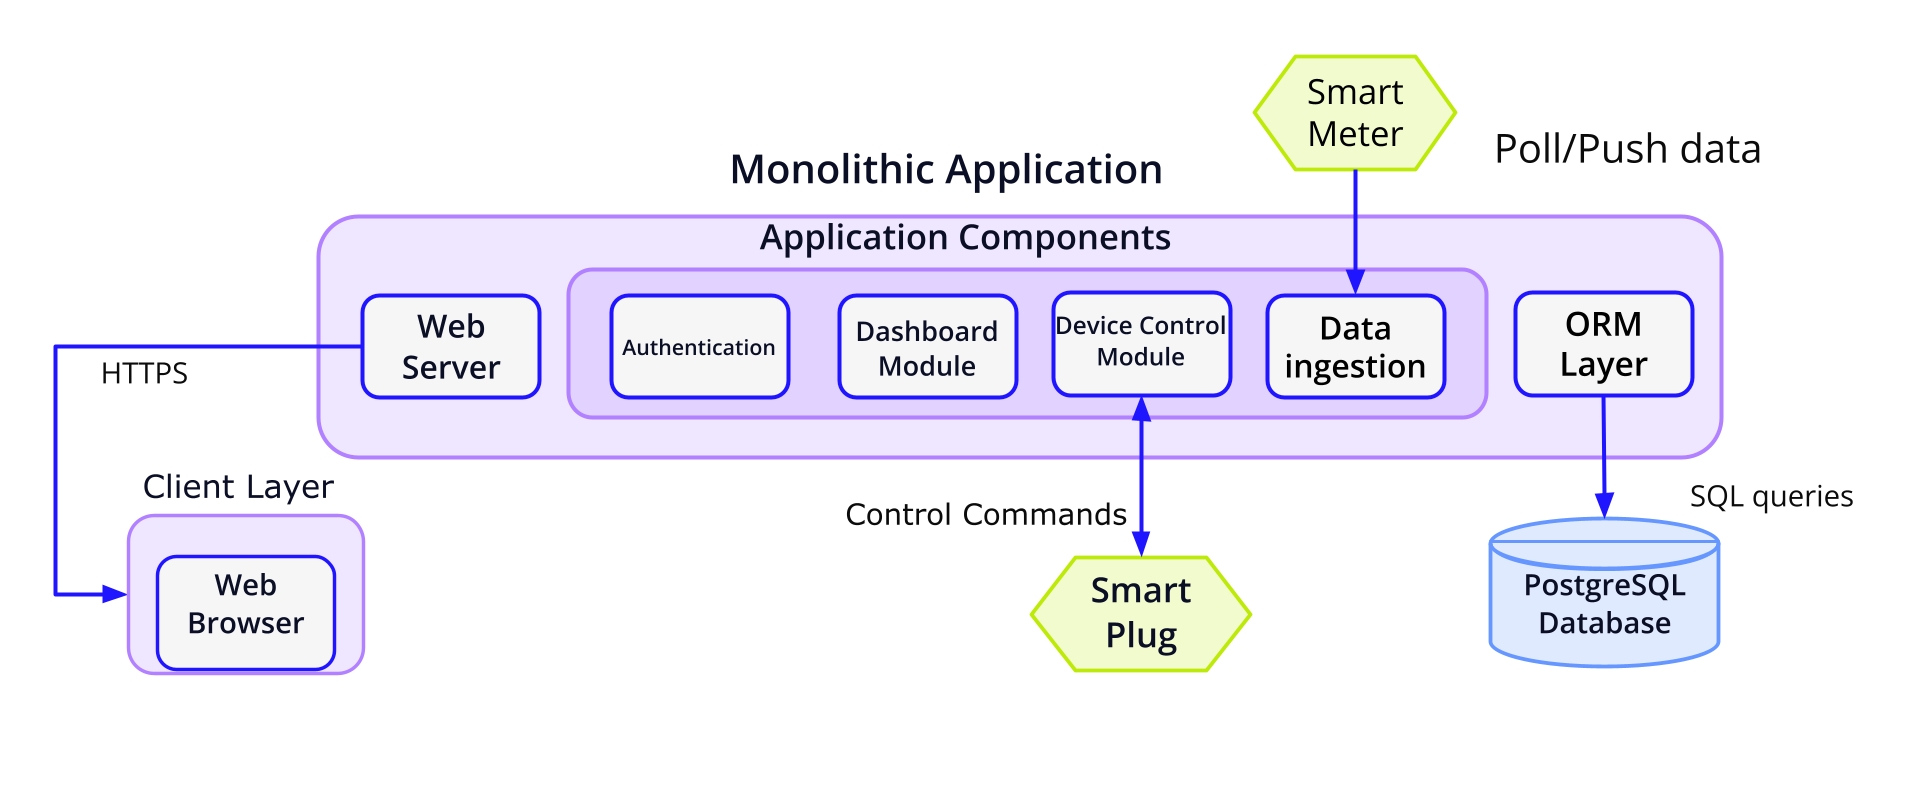 Smart
Meter
Poll/Push data
Monolithic Application
Application Components
Web
Server
Authentication
Dashboard
Module
Device Control
Module
Data
ingestion
ORM
Layer
HTTPS
Client Layer
Web
Browser
Control Commands
Smart
Plug
SQL queries
PostgreSQL
Database